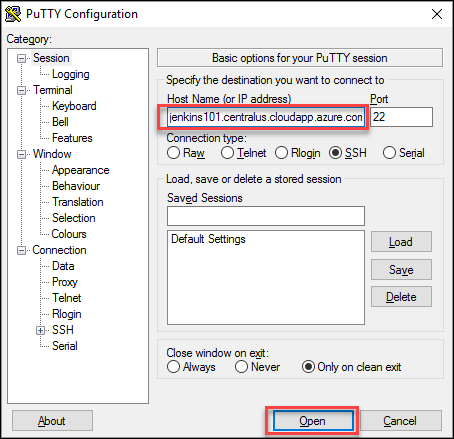 PuTTY Configuration
Category:
Session
Logging
Terminal
Keyboard
Bell
Features
Window
Appearance
Behaviour
Translation
Selection
Colours
Connection
Data
Proxy
Telnet
Rlogin
SSH
Serial
Basic options for your PuTTY session
Specify the destination you want to connect to
Host Name (or IP address) Port
jenkins101.centralus.cloudapp.azure.com 22
Connection type:
Raw Telnet Rlogin SSH Serial
Load, save or delete a stored session
Saved Sessions
Default Settings
Load
Save
Delete
Close window on exit:
Always Never Only on clean exit
About Open Cancel